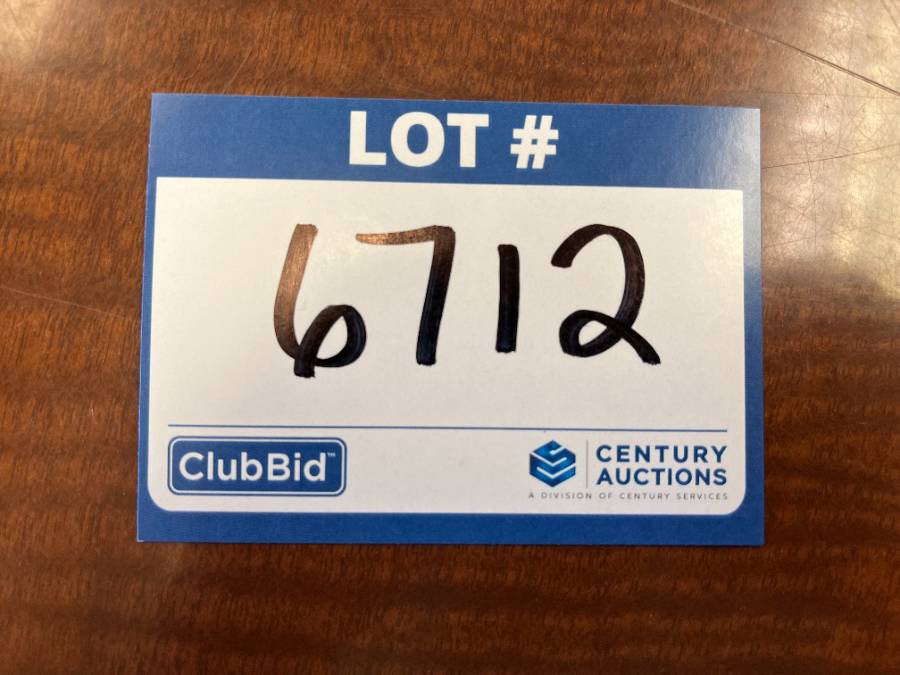 LOT #
6712
ClubBid™
CENTURY
AUCTIONS
A DIVISION OF CENTURY SERVICES